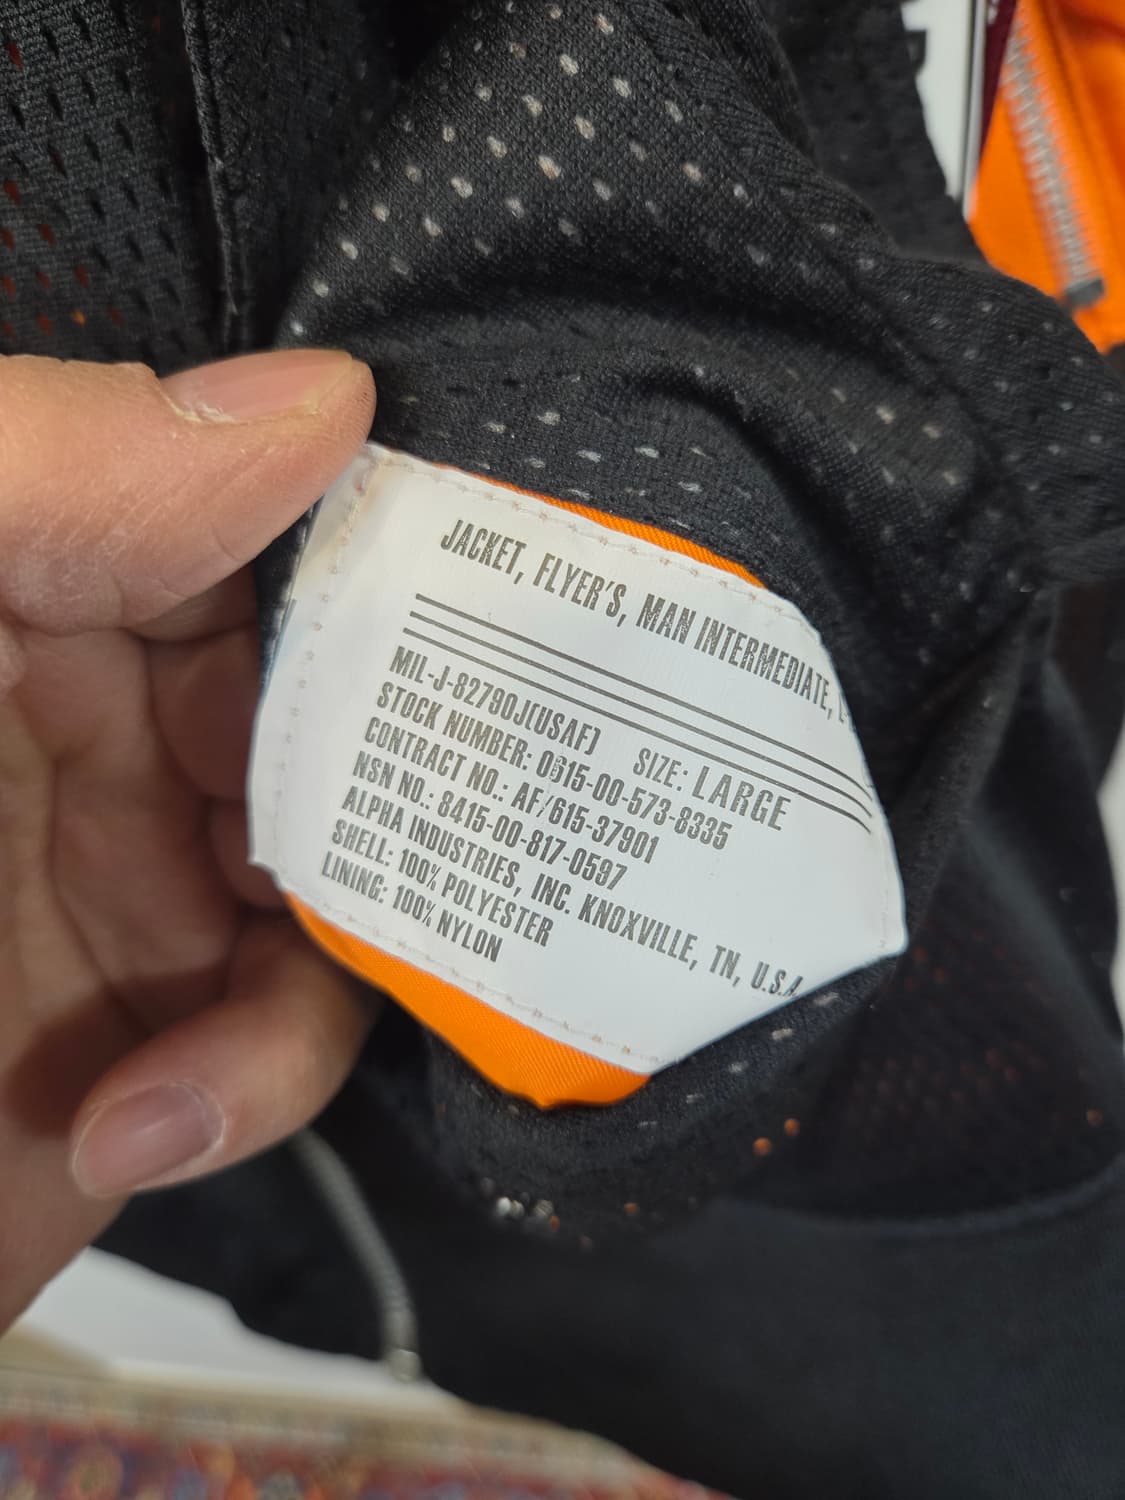 JACKET, FLYER'S, MAN INTERMEDIATE,
MIL-J-82790J(USAF) SIZE: LARGE
STOCK NUMBER: 0615-00-573-8335
CONTRACT NO.: AF/615-37901
NSN NO.: 8415-00-817-0597
ALPHA INDUSTRIES, INC. KNOXVILLE, TN, U.S.A.
SHELL: 100% POLYESTER
LINING: 100% NYLON